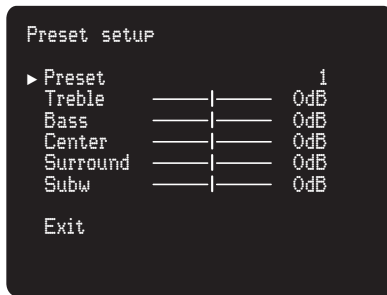 Preset setup
▶ Preset 1
Treble 0dB
Bass 0dB
Center 0dB
Surround 0dB
Subw 0dB
Exit